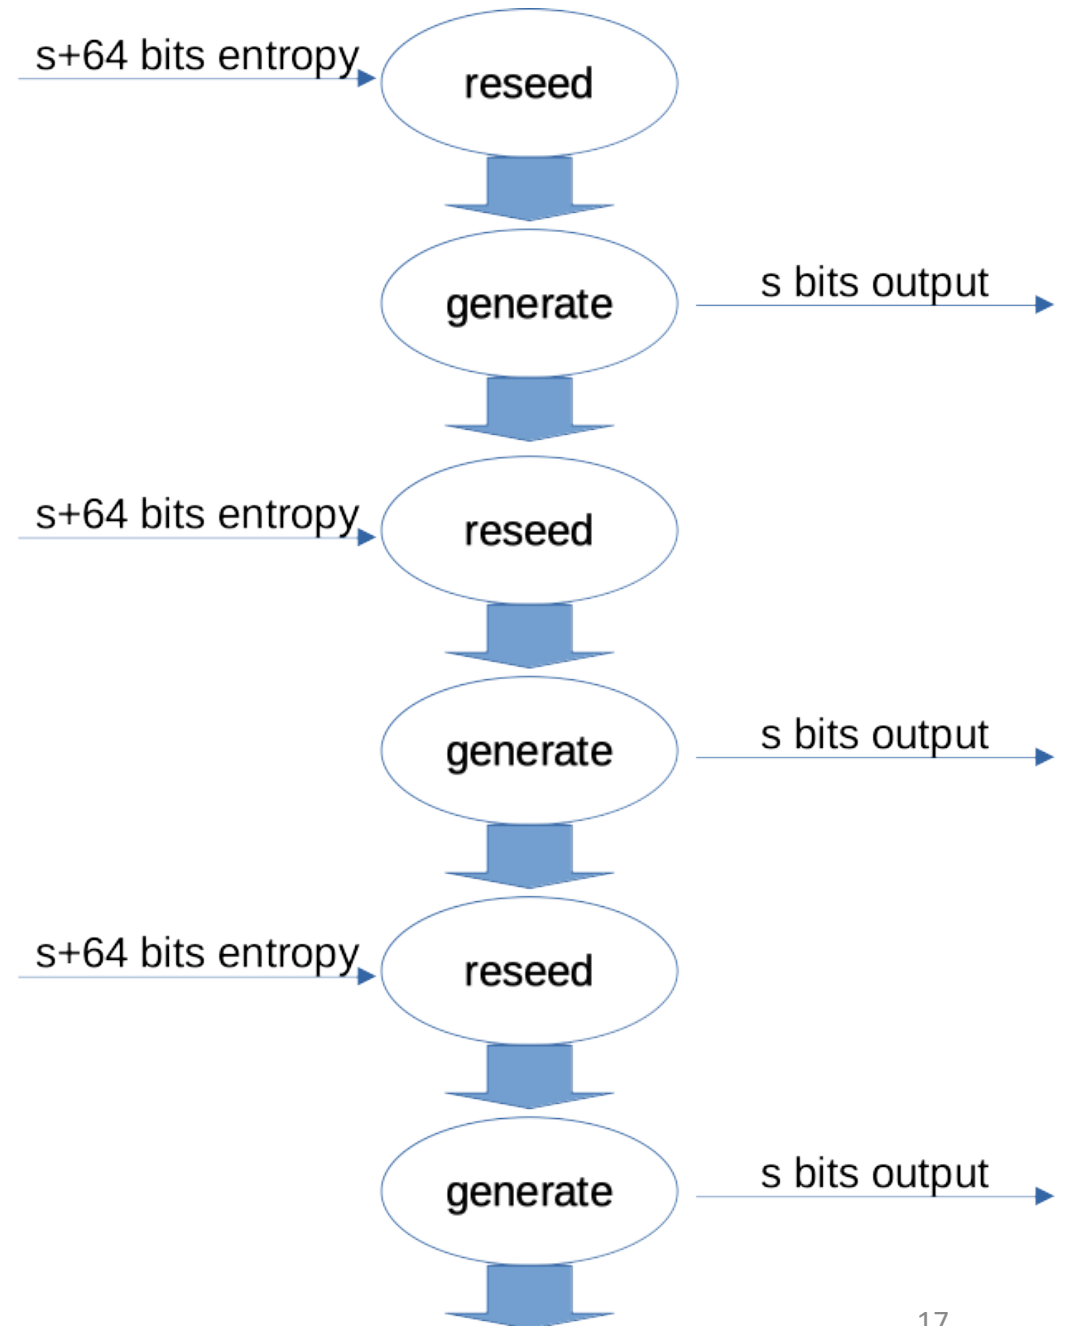 s+64 bits entropy
reseed
generate
s bits output
s+64 bits entropy
reseed
generate
s bits output
s+64 bits entropy
reseed
generate
s bits output
17